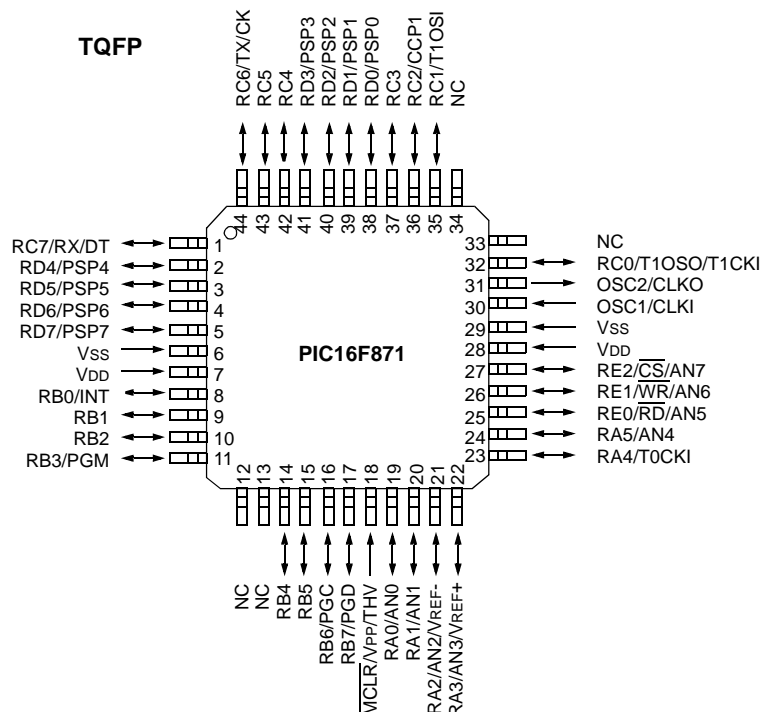 TQFP
RC6/TX/CK
RC5
RC4
RD3/PSP3
RD2/PSP2
RD1/PSP1
RD0/PSP0
RC3
RC2/CCP1
RC1/T1OSI
NC
44
43
42
41
40
39
38
37
36
35
34
RC7/RX/DT 1
RD4/PSP4 2
RD5/PSP5 3
RD6/PSP6 4
RD7/PSP7 5
VSS 6
VDD 7
RB0/INT 8
RB1 9
RB2 10
RB3/PGM 11
PIC16F871
33 NC
32 RC0/T1OSO/T1CKI
31 OSC2/CLKO
30 OSC1/CLKI
29 VSS
28 VDD
27 RE2/C̅S̅/AN7
26 RE1/W̅R̅/AN6
25 RE0/R̅D̅/AN5
24 RA5/AN4
23 RA4/T0CKI
12
13
14
15
16
17
18
19
20
21
22
NC
NC
RB4
RB5
RB6/PGC
RB7/PGD
M̅C̅L̅R̅/VPP/THV
RA0/AN0
RA1/AN1
RA2/AN2/VREF-
RA3/AN3/VREF+